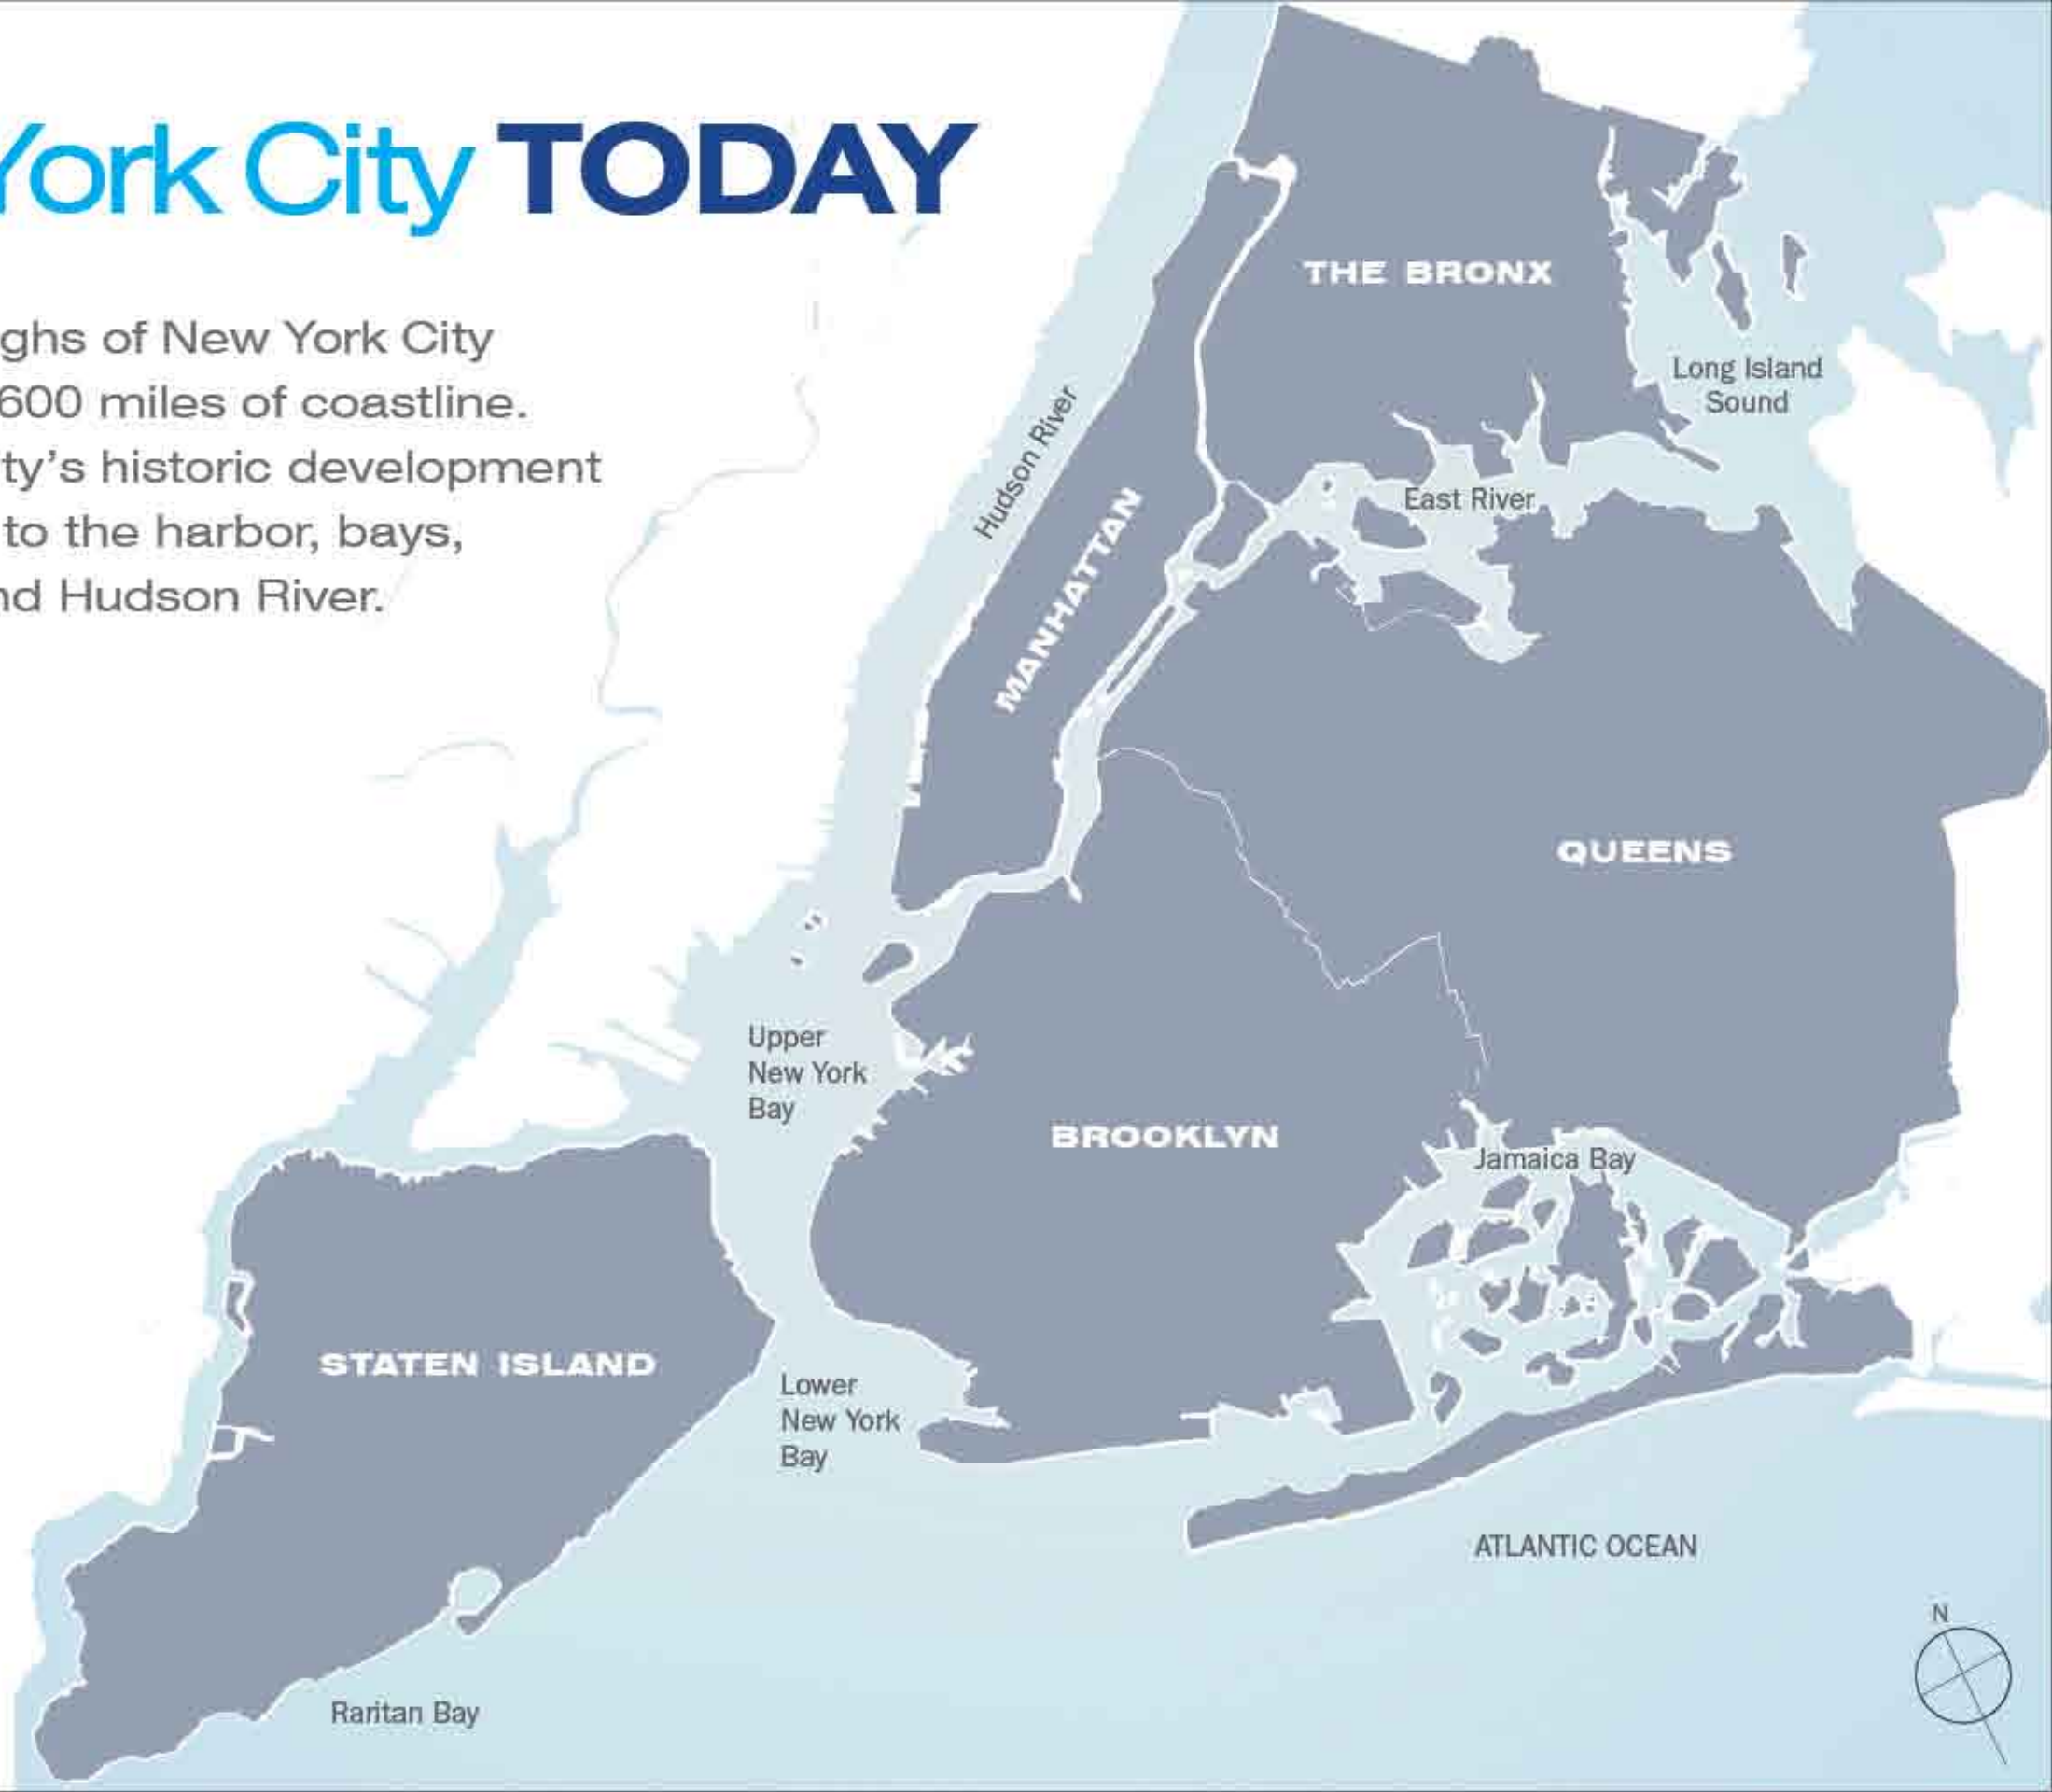 York City TODAY
ghs of New York City
600 miles of coastline.
ty's historic development
to the harbor, bays,
nd Hudson River.
THE BRONX
Long Island
Sound
Hudson River
East River
MANHATTAN
QUEENS
Upper
New York
Bay
BROOKLYN
Jamaica Bay
STATEN ISLAND
Lower
New York
Bay
ATLANTIC OCEAN
N
Raritan Bay